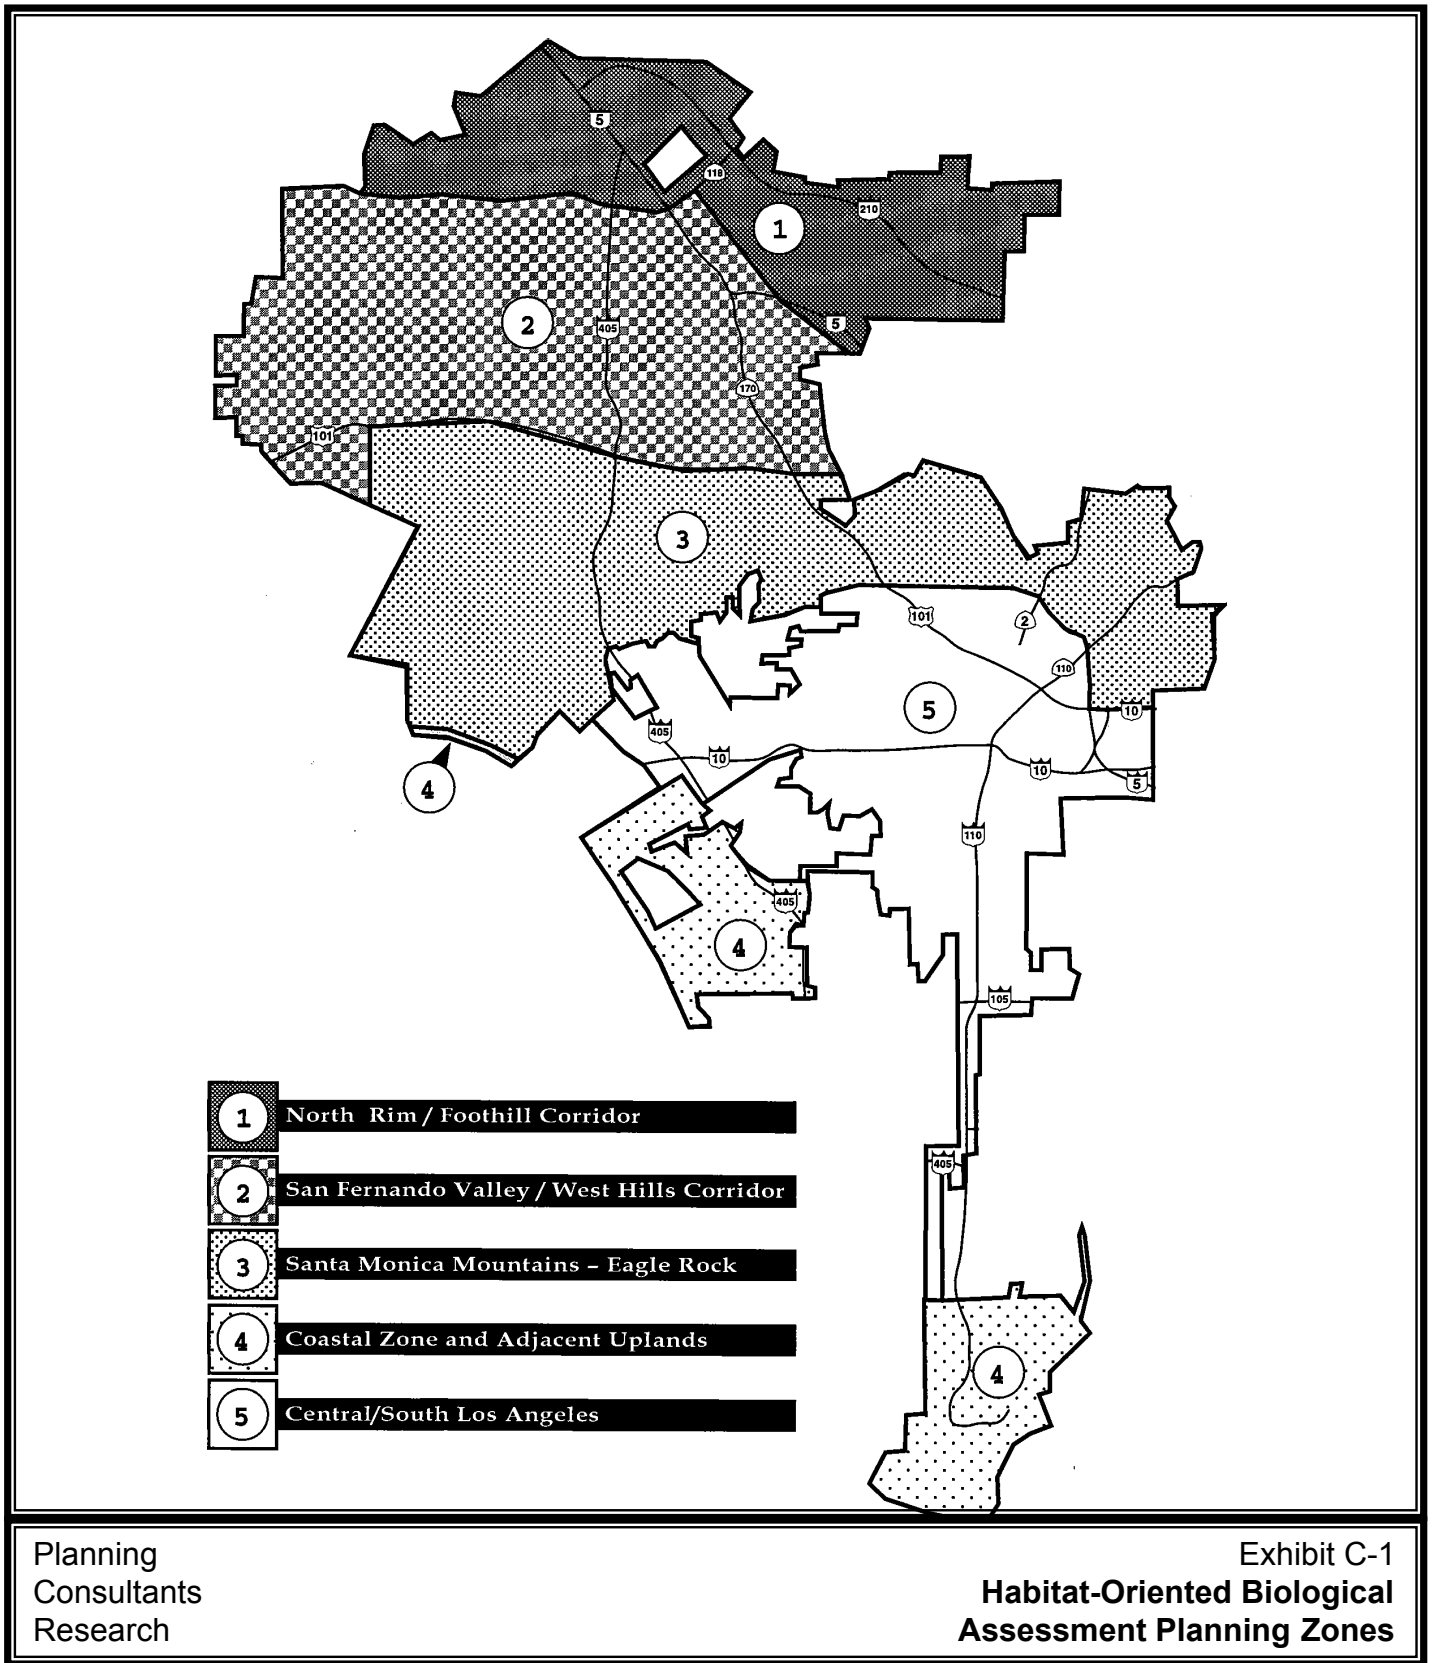 5
118
210
1
2
405
5
170
101
3
101
2
110
5
10
405
10
10
5
4
110
405
4
105
1 North Rim / Foothill Corridor
2 San Fernando Valley / West Hills Corridor
3 Santa Monica Mountains – Eagle Rock
4 Coastal Zone and Adjacent Uplands
5 Central/South Los Angeles
405
4
Planning
Consultants
Research
Exhibit C-1
Habitat-Oriented Biological
Assessment Planning Zones